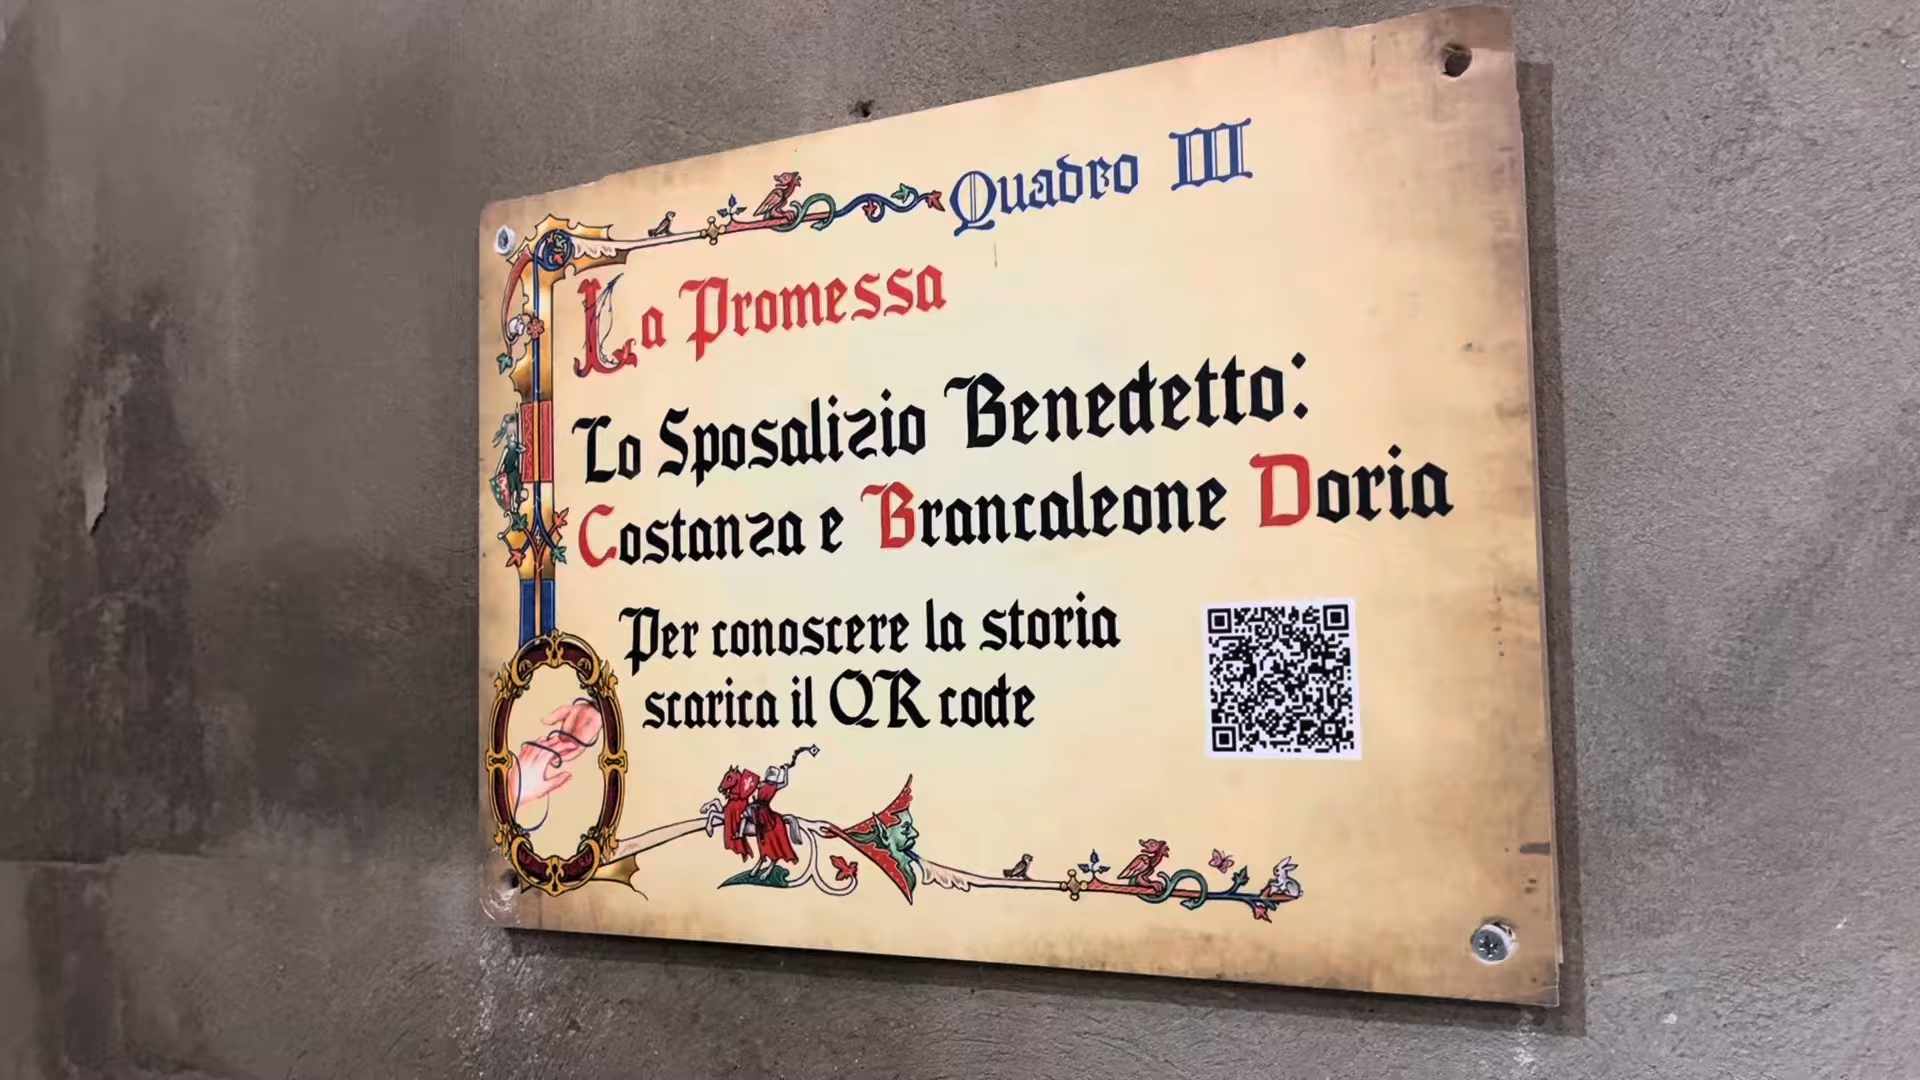 Quadro III
La Promessa
Lo Sposalizio Benedetto:
Costanza e Brancaleone Doria
Per conoscere la storia
scarica il QR code